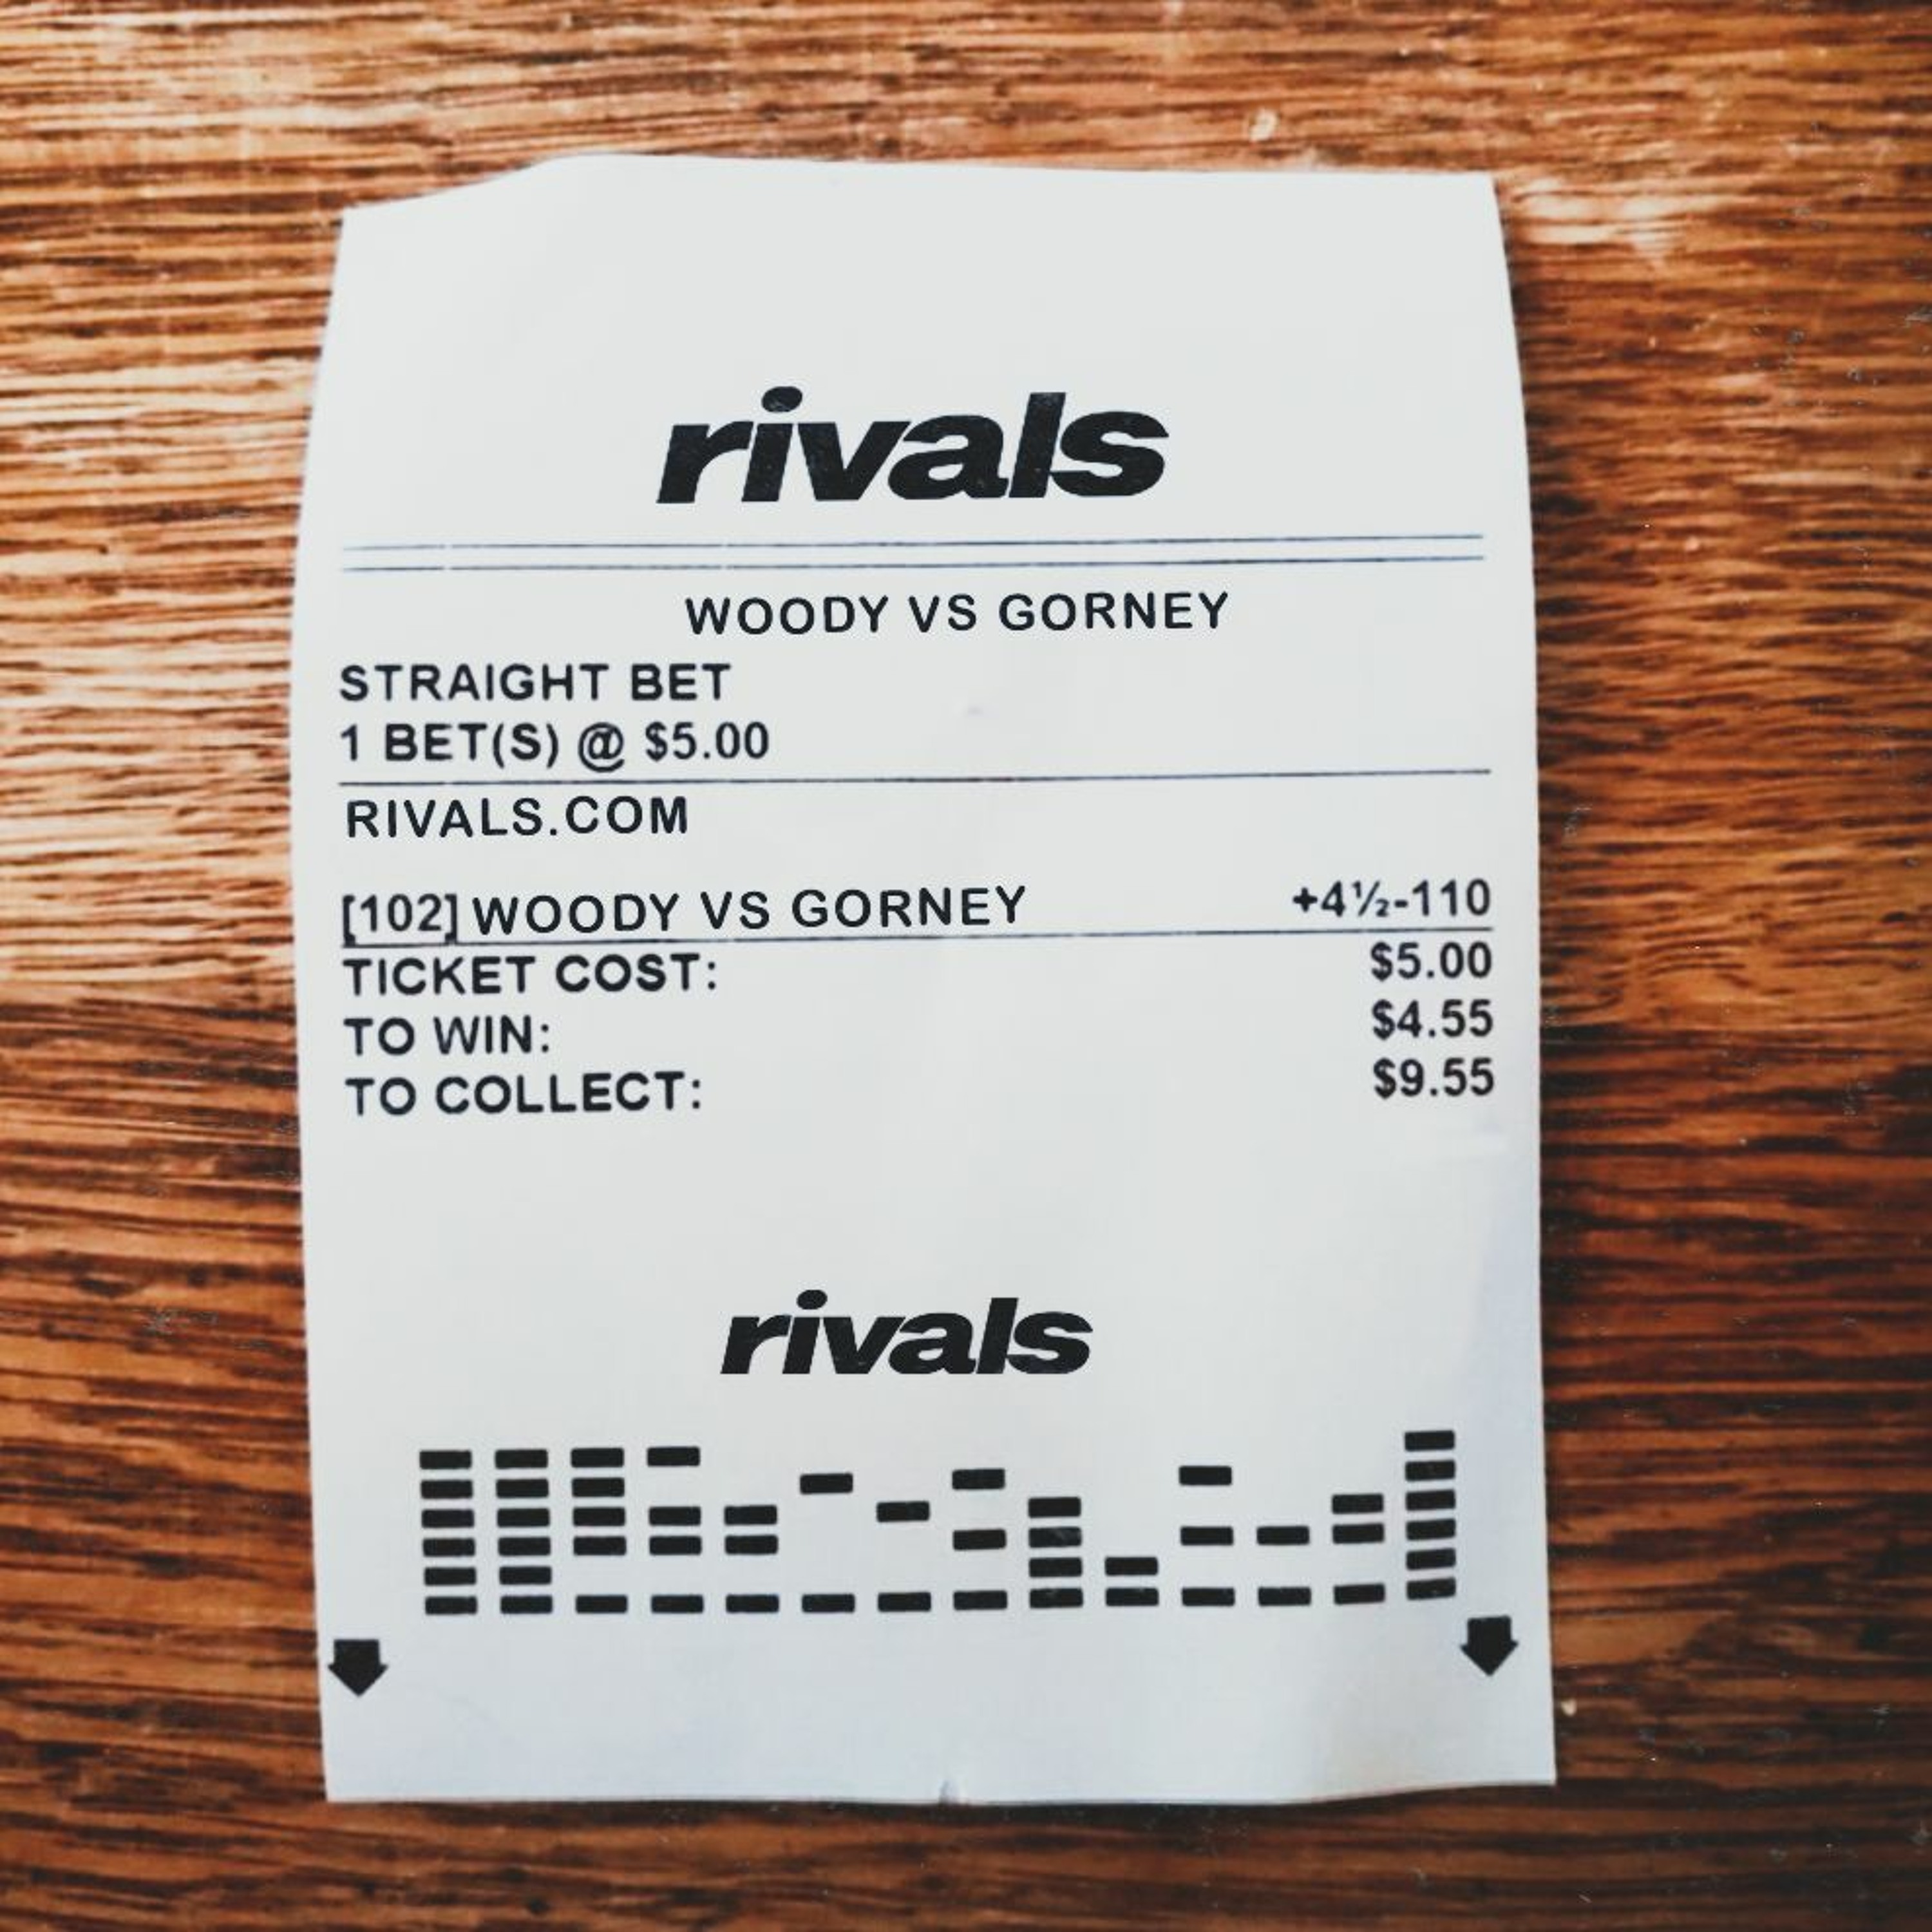 rivals
WOODY VS GORNEY
STRAIGHT BET
1 BET(S) @ $5.00
RIVALS.COM
[102] WOODY VS GORNEY +4½-110
TICKET COST: $5.00
TO WIN: $4.55
TO COLLECT: $9.55
rivals